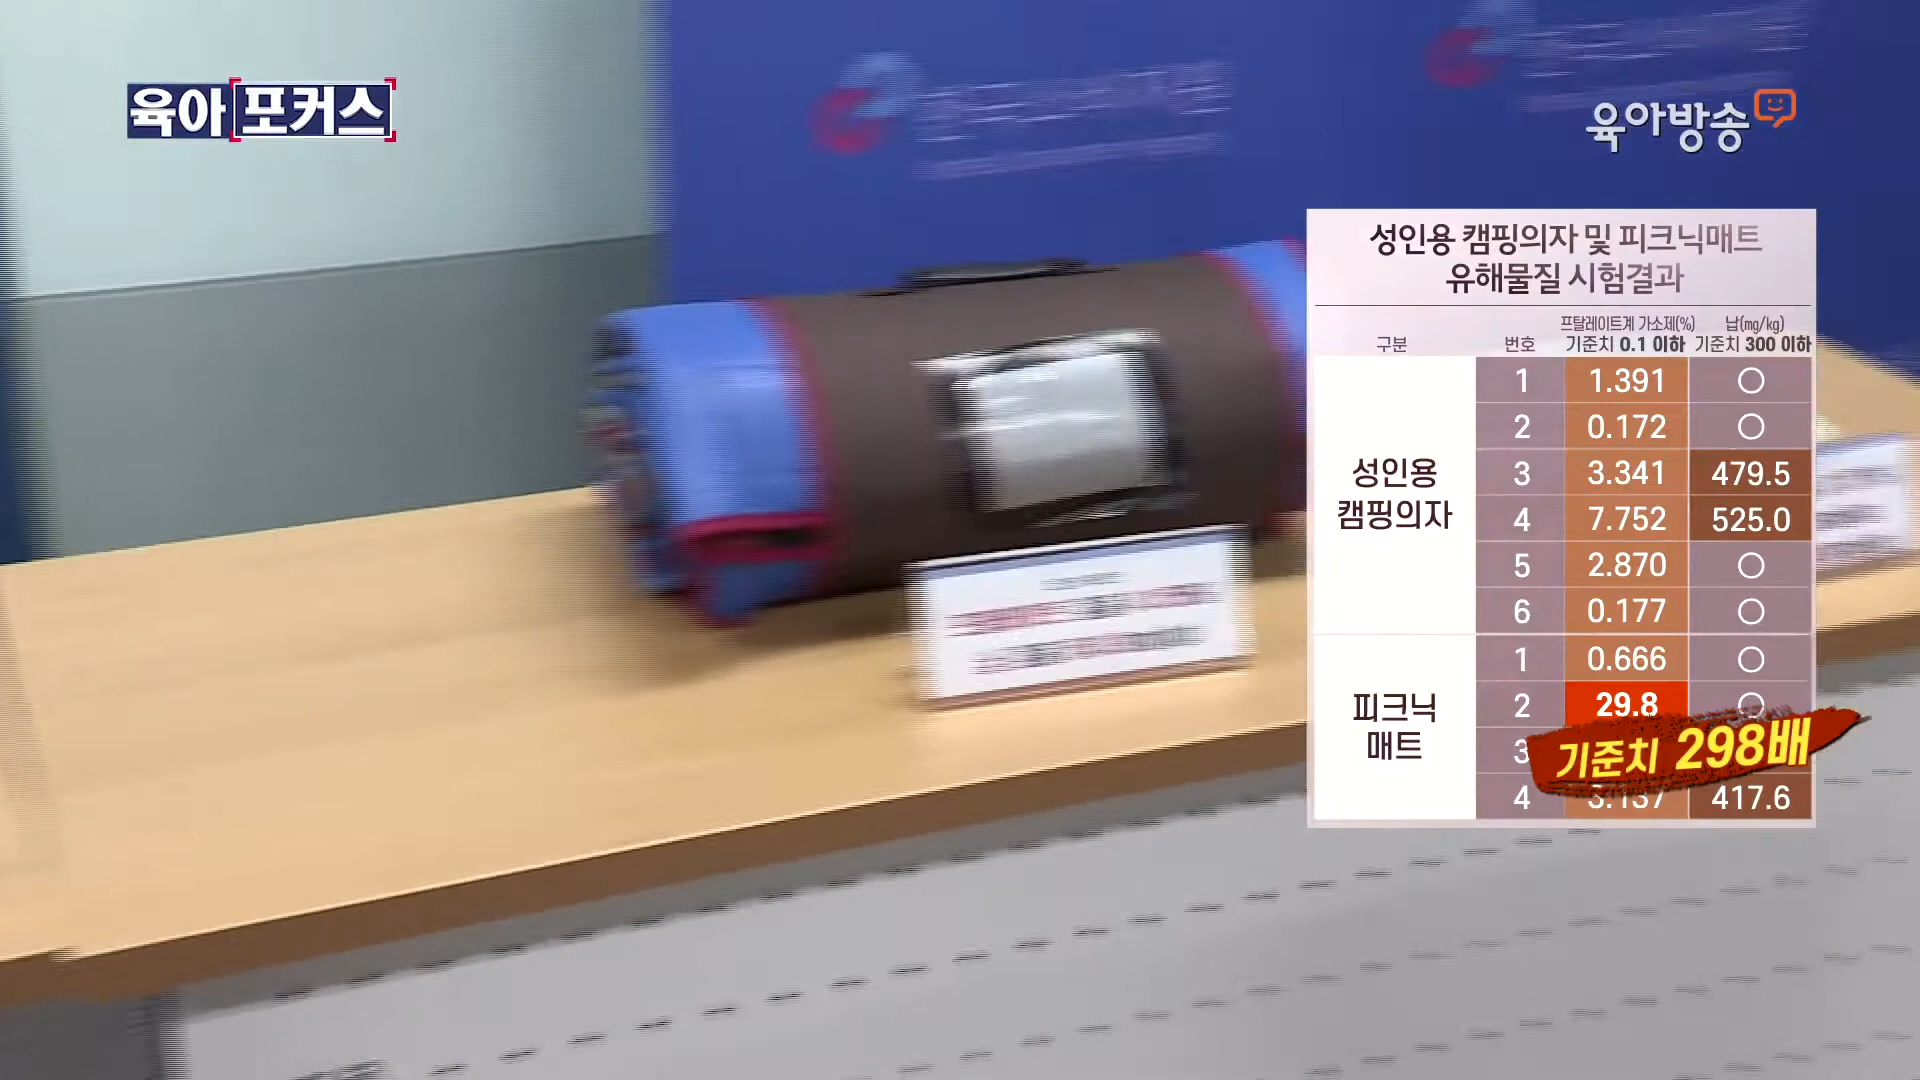 육아포커스
육아방송
성인용 캠핑의자 및 피크닉매트
유해물질 시험결과
구분 번호 프탈레이트계 가소제(%) 기준치 0.1 이하 납(mg/kg) 기준치 300 이하
성인용 캠핑의자
1 1.391 ○
2 0.172 ○
3 3.341 479.5
4 7.752 525.0
5 2.870 ○
6 0.177 ○
피크닉 매트
1 0.666 ○
2 29.8 ○
3
기준치 298배
4 3.137 417.6